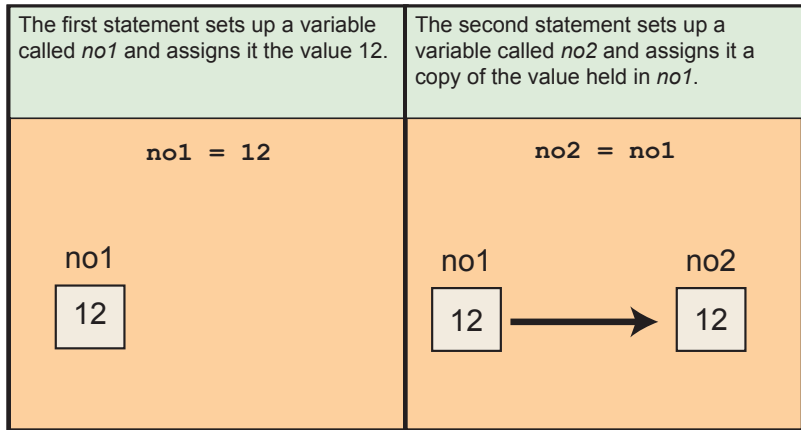 The first statement sets up a variable
called no1 and assigns it the value 12.
The second statement sets up a
variable called no2 and assigns it a
copy of the value held in no1.
no1 = 12
no1
12
no2 = no1
no1
no2
12
12